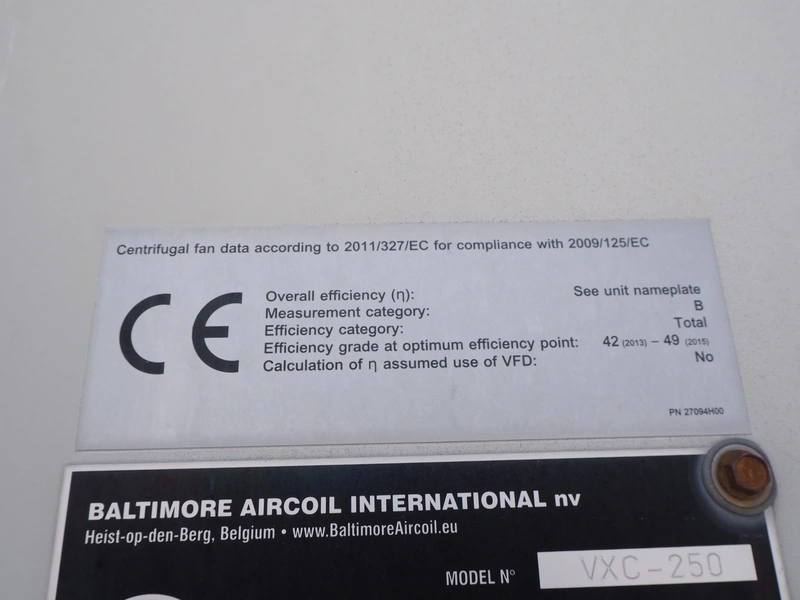 Centrifugal fan data according to 2011/327/EC for compliance with 2009/125/EC
CE
Overall efficiency (η): See unit nameplate
Measurement category: B
Efficiency category: Total
Efficiency grade at optimum efficiency point: 42 (2013) – 49 (2015)
Calculation of η assumed use of VFD: No
PN 27094H00
BALTIMORE AIRCOIL INTERNATIONAL nv
Heist-op-den-Berg, Belgium • www.BaltimoreAircoil.eu
MODEL N° VXC-250